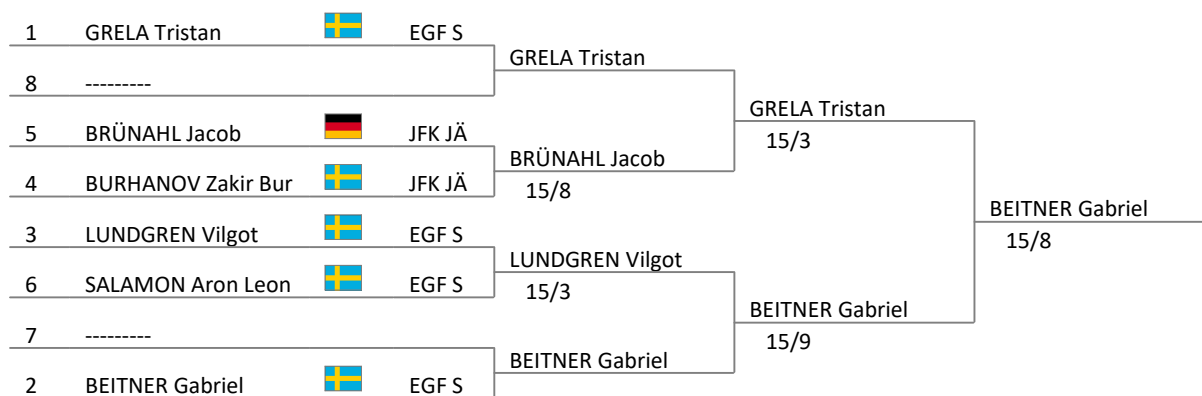 1 GRELA Tristan EGF S
GRELA Tristan
8 ---------
GRELA Tristan
15/3
5 BRÜNAHL Jacob JFK JÄ
BRÜNAHL Jacob
15/8
4 BURHANOV Zakir Bur JFK JÄ
BEITNER Gabriel
15/8
3 LUNDGREN Vilgot EGF S
LUNDGREN Vilgot
15/3
6 SALAMON Aron Leon EGF S
BEITNER Gabriel
15/9
7 ---------
BEITNER Gabriel
2 BEITNER Gabriel EGF S